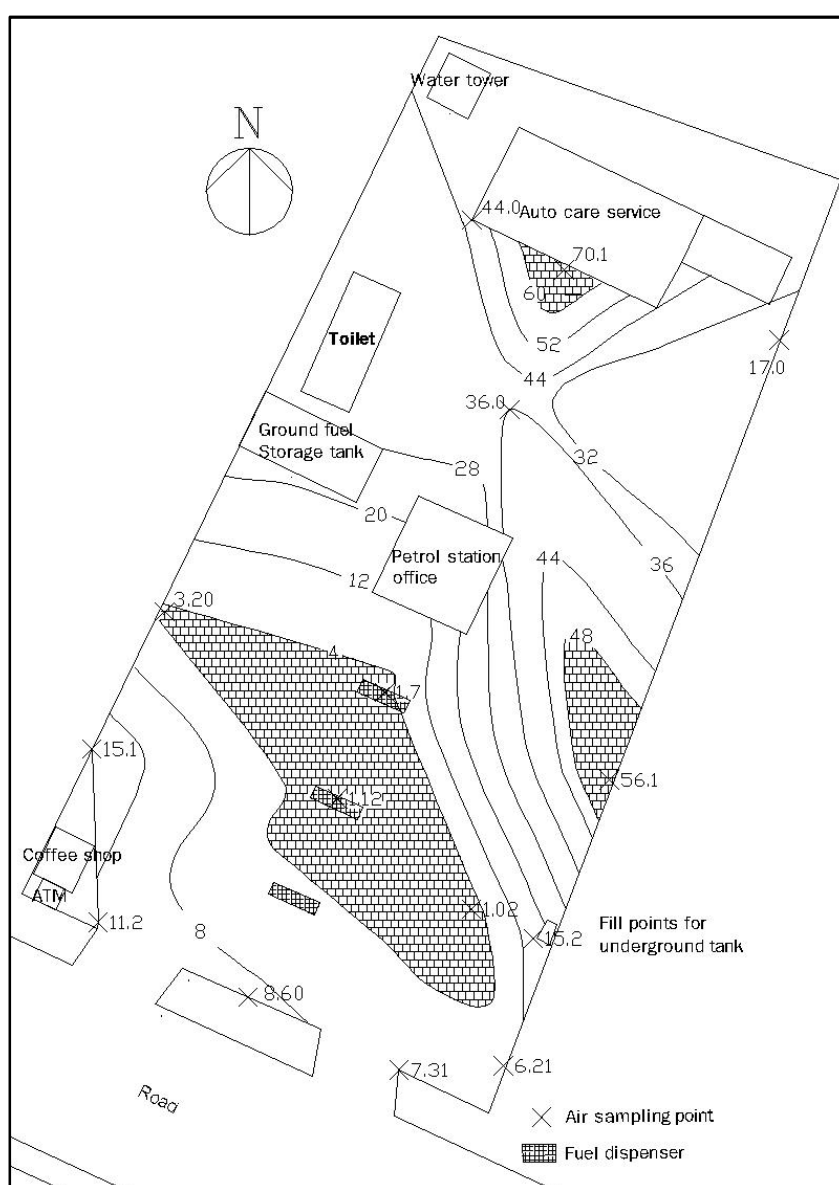 Water tower
N
44.0
Auto care service
70.1
60
Toilet
52
17.0
44
36.0
Ground fuel
Storage tank
32
28
20
Petrol station
office
44
36
12
3.20
48
4
1.7
15.1
56.1
1.12
Coffee shop
ATM
1.02
11.2
8
15.2
Fill points for
underground tank
8.60
7.31
6.21
Road
Air sampling point
Fuel dispenser